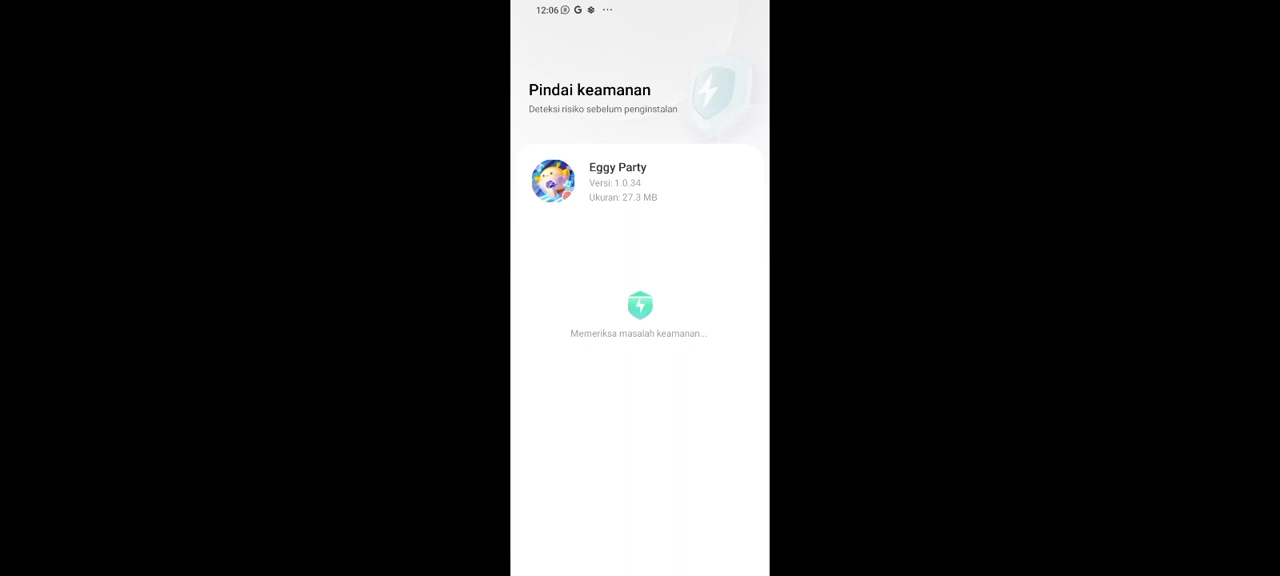 12:06
Pindai keamanan
Deteksi risiko sebelum penginstalan
Eggy Party
Versi: 1.0.34
Ukuran: 27.3 MB
Memeriksa masalah keamanan...